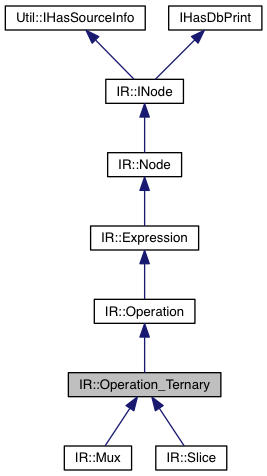 Util::IHasSourceInfo
IHasDbPrint
IR::INode
IR::Node
IR::Expression
IR::Operation
IR::Operation_Ternary
IR::Mux
IR::Slice